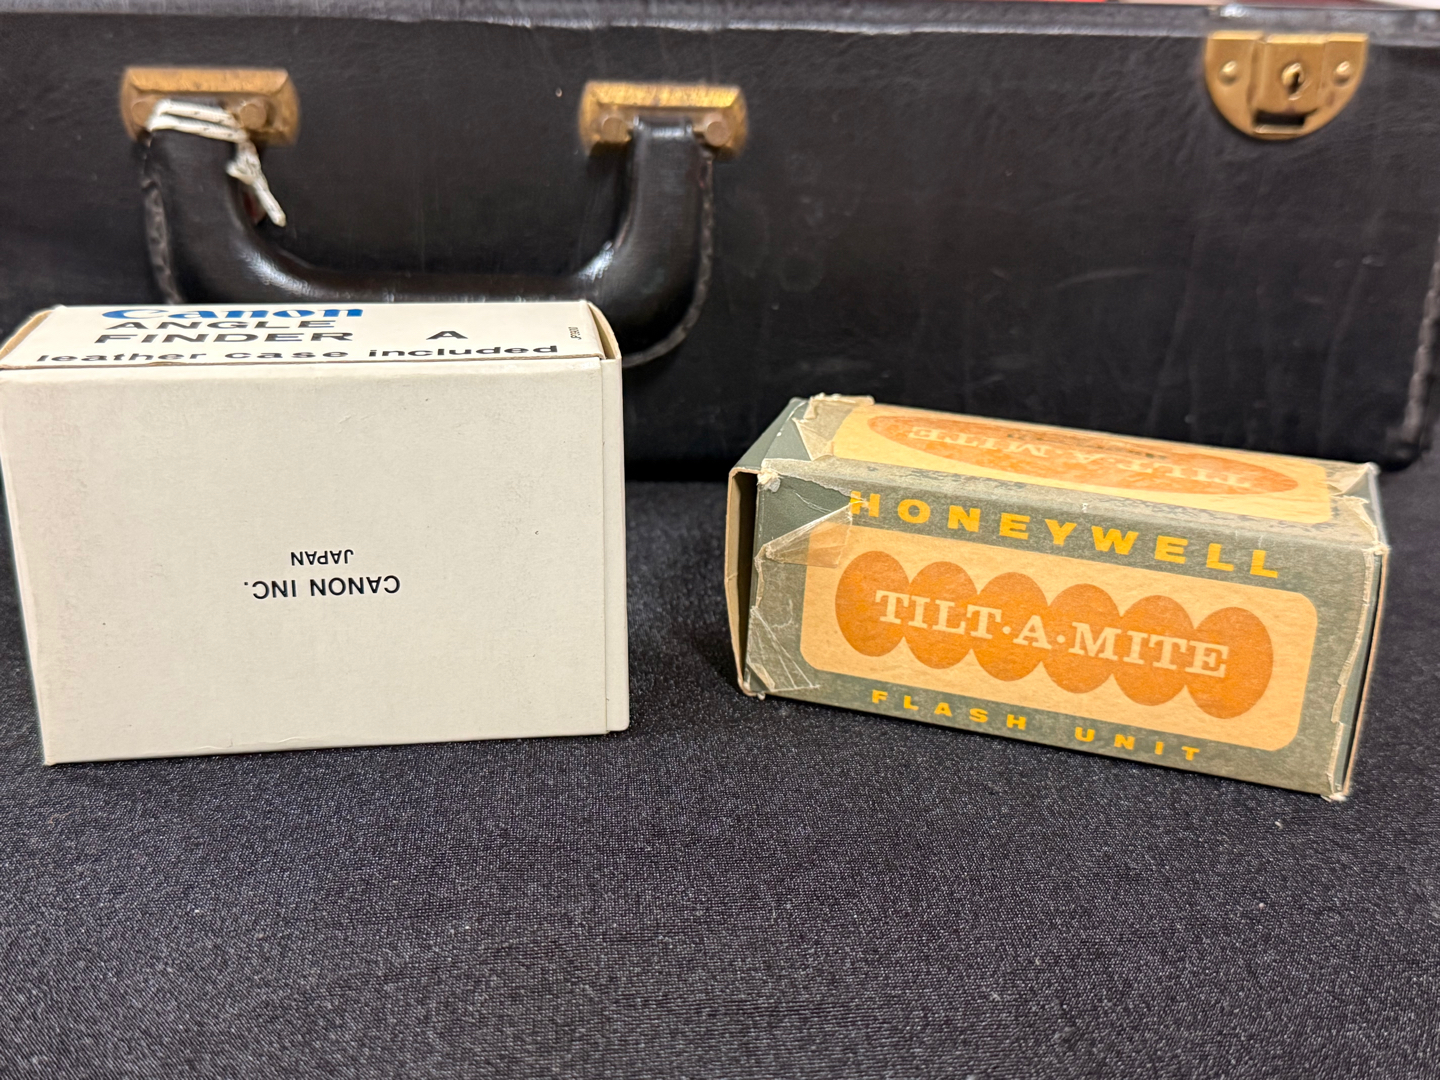 Canon
ANGLE
FINDER A
leather case included
CANON INC.
JAPAN
TILT·A·MITE
HONEYWELL
TILT·A·MITE
FLASH UNIT